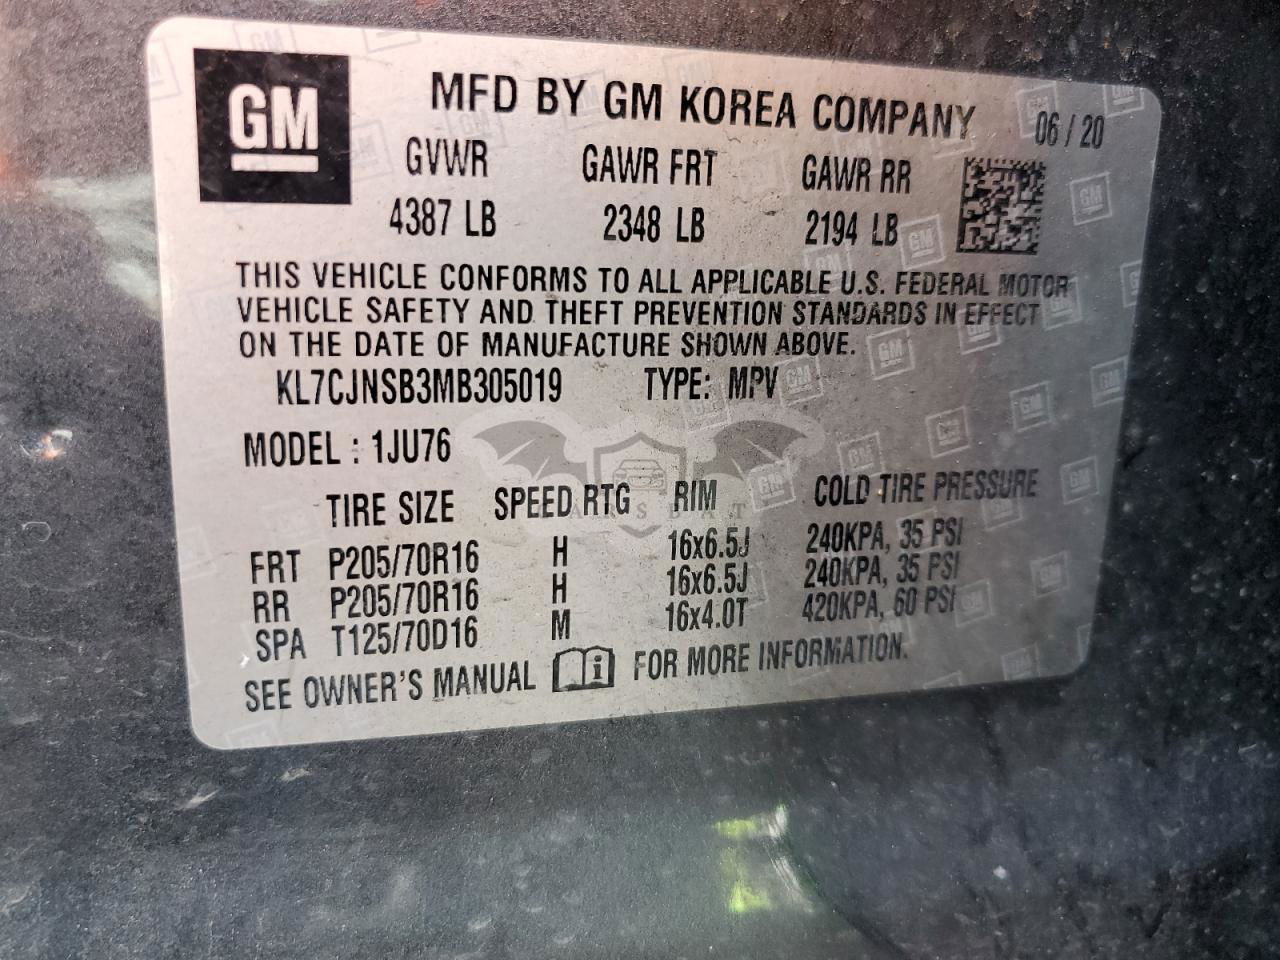 GM
MFD BY GM KOREA COMPANY
06 / 20
GVWR GAWR FRT GAWR RR
4387 LB 2348 LB 2194 LB
THIS VEHICLE CONFORMS TO ALL APPLICABLE U.S. FEDERAL MOTOR
VEHICLE SAFETY AND THEFT PREVENTION STANDARDS IN EFFECT
ON THE DATE OF MANUFACTURE SHOWN ABOVE.
KL7CJNSB3MB305019 TYPE: MPV
MODEL : 1JU76
TIRE SIZE SPEED RTG RIM COLD TIRE PRESSURE
CARSBAT
FRT P205/70R16 H 16x6.5J 240KPA, 35 PSI
RR P205/70R16 H 16x6.5J 240KPA, 35 PSI
SPA T125/70D16 M 16x4.0T 420KPA, 60 PSI
SEE OWNER'S MANUAL i FOR MORE INFORMATION.